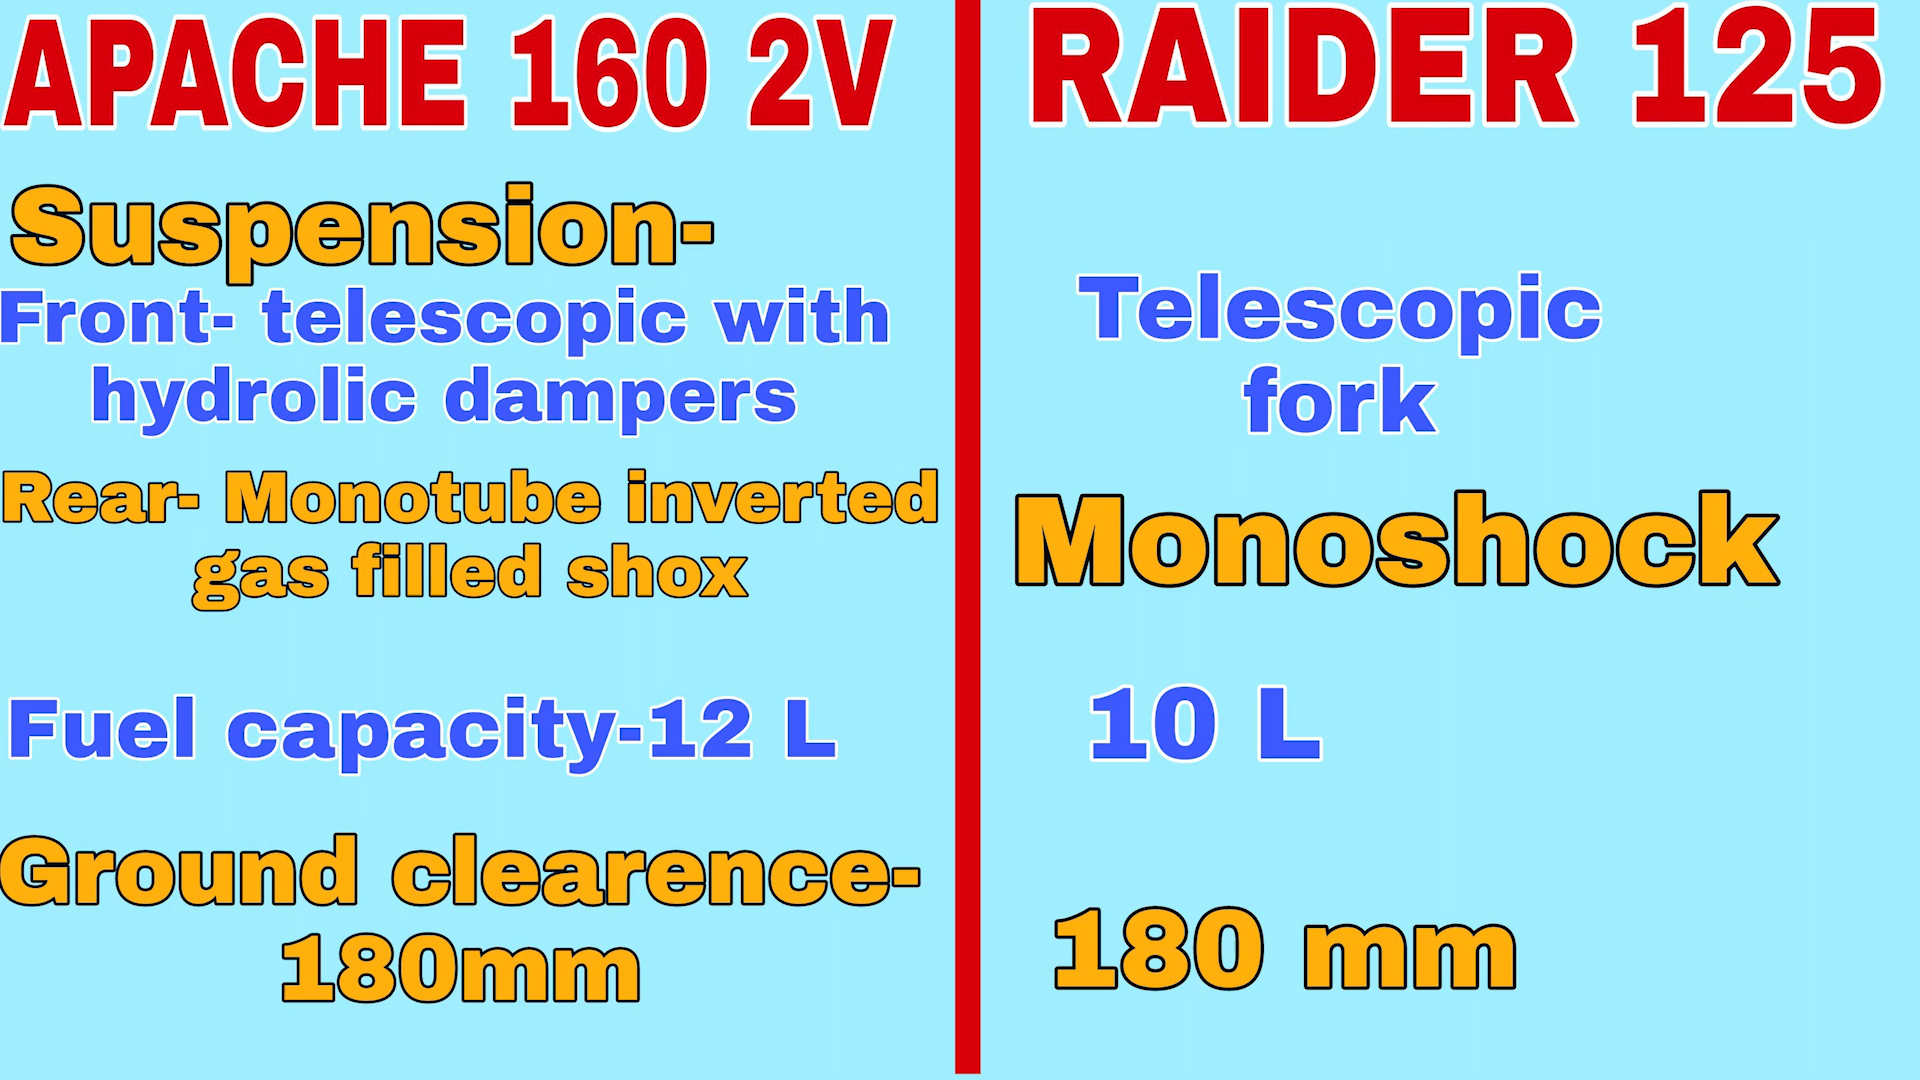 APACHE 160 2V
Suspension-
Front- telescopic with
hydrolic dampers
Rear- Monotube inverted
gas filled shox
Fuel capacity-12 L
Ground clearence-
180mm
RAIDER 125
Telescopic
fork
Monoshock
10 L
180 mm